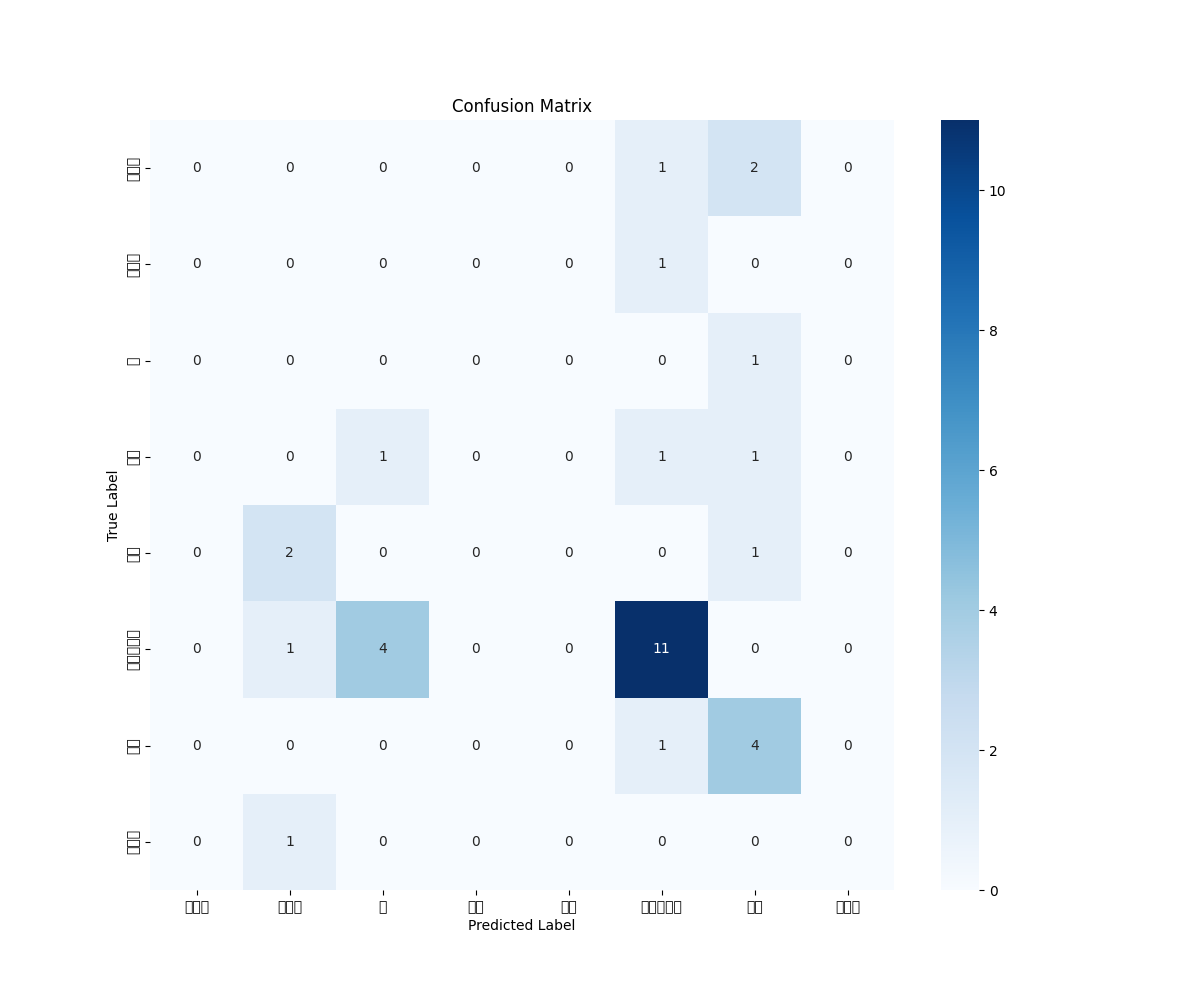 Confusion Matrix
True Label
0 0 0 0 0 1 2 0
0 0 0 0 0 1 0 0
0 0 0 0 0 0 1 0
0 0 1 0 0 1 1 0
0 2 0 0 0 0 1 0
0 1 4 0 0 11 0 0
0 0 0 0 0 1 4 0
0 1 0 0 0 0 0 0
Predicted Label
10
8
6
4
2
0